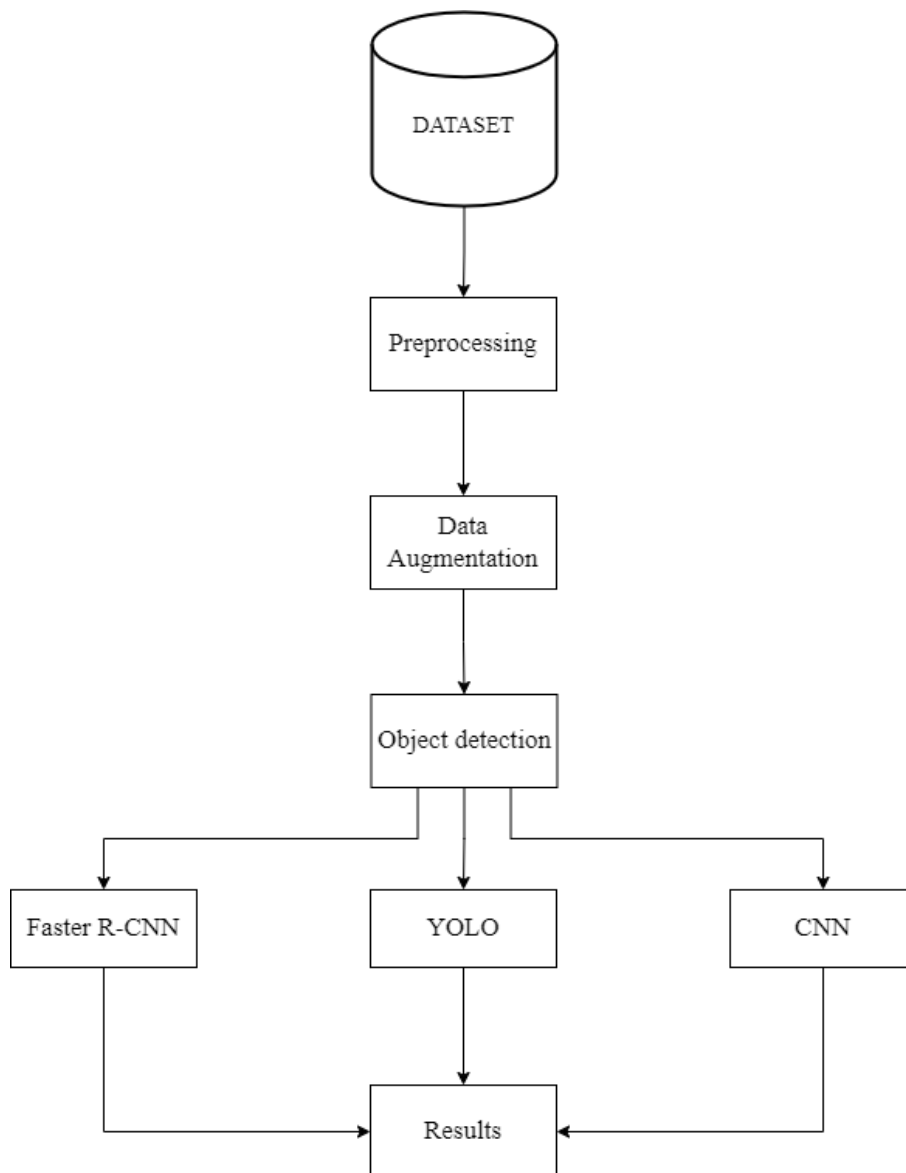 DATASET
Preprocessing
Data
Augmentation
Object detection
Faster R-CNN
YOLO
CNN
Results